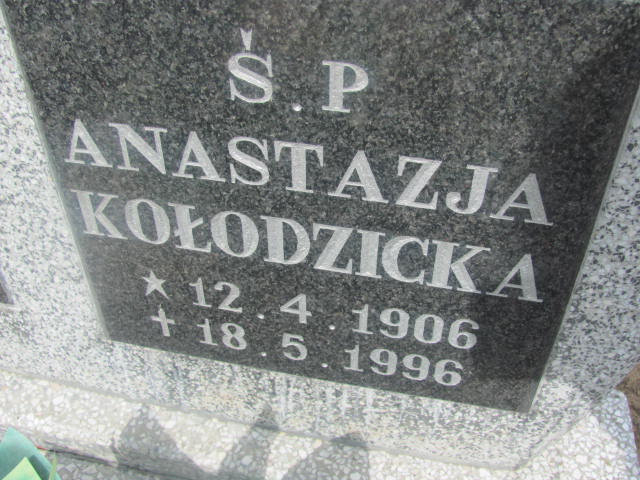 Ś.P
ANASTAZJA
KOŁODZICKA
★ 12.4.1906
✝ 18.5.1996